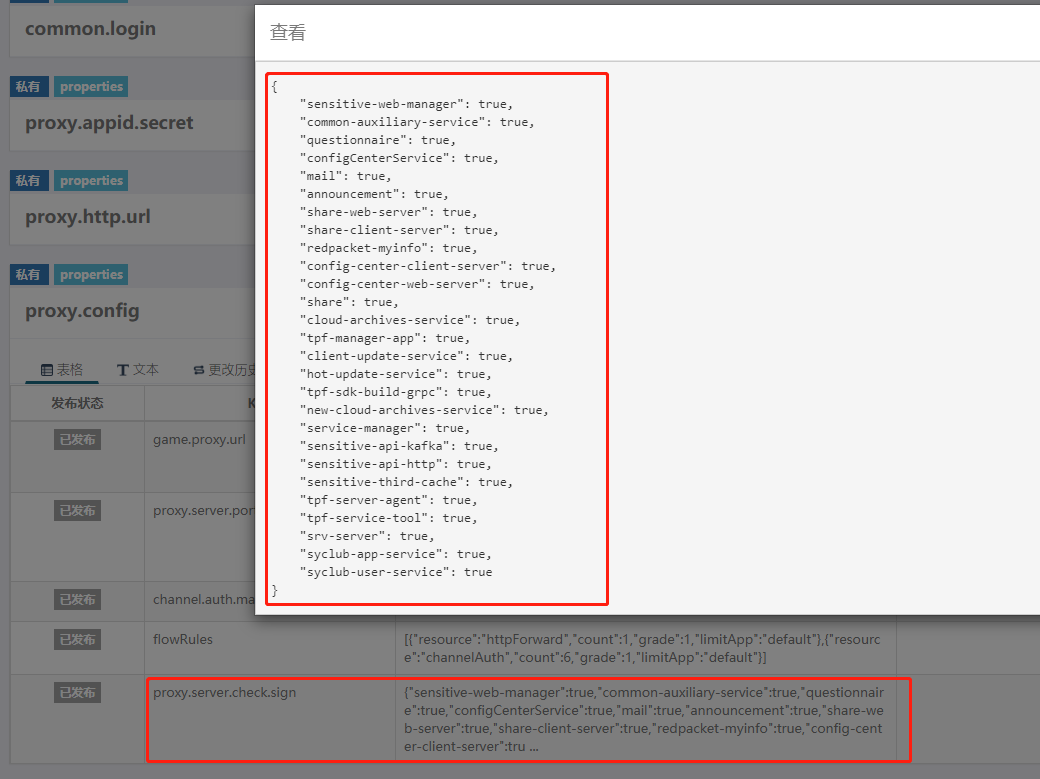 common.login
私有 properties
proxy.appid.secret
私有 properties
proxy.http.url
私有 properties
proxy.config
表格 文本 更改历史
发布状态 K
已发布 game.proxy.url
已发布 proxy.server.por
已发布 channel.auth.ma
已发布 flowRules [{"resource":"httpForward","count":1,"grade":1,"limitApp":"default"},{"resourc
e":"channelAuth","count":6,"grade":1,"limitApp":"default"}]
已发布 proxy.server.check.sign {"sensitive-web-manager":true,"common-auxiliary-service":true,"questionnair
e":true,"configCenterService":true,"mail":true,"announcement":true,"share-we
b-server":true,"share-client-server":true,"redpacket-myinfo":true,"config-cent
er-client-server":tru ...
查看
{
    "sensitive-web-manager": true,
    "common-auxiliary-service": true,
    "questionnaire": true,
    "configCenterService": true,
    "mail": true,
    "announcement": true,
    "share-web-server": true,
    "share-client-server": true,
    "redpacket-myinfo": true,
    "config-center-client-server": true,
    "config-center-web-server": true,
    "share": true,
    "cloud-archives-service": true,
    "tpf-manager-app": true,
    "client-update-service": true,
    "hot-update-service": true,
    "tpf-sdk-build-grpc": true,
    "new-cloud-archives-service": true,
    "service-manager": true,
    "sensitive-api-kafka": true,
    "sensitive-api-http": true,
    "sensitive-third-cache": true,
    "tpf-server-agent": true,
    "tpf-service-tool": true,
    "srv-server": true,
    "syclub-app-service": true,
    "syclub-user-service": true
}